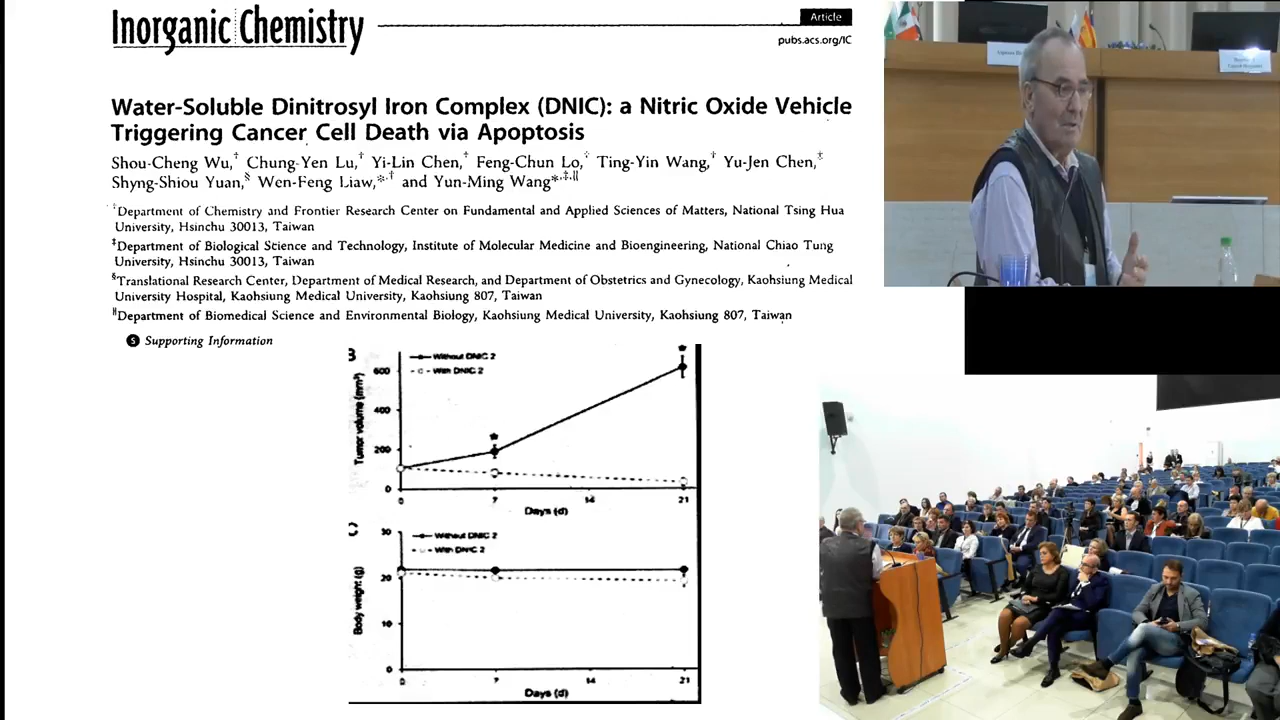 Inorganic Chemistry
Article
pubs.acs.org/IC
Water-Soluble Dinitrosyl Iron Complex (DNIC): a Nitric Oxide Vehicle
Triggering Cancer Cell Death via Apoptosis
Shou-Cheng Wu,† Chung-Yen Lu,† Yi-Lin Chen,† Feng-Chun Lo,† Ting-Yin Wang,† Yu-Jen Chen,‡
Shyng-Shiou Yuan,§ Wen-Feng Liaw,*,† and Yun-Ming Wang*,‡,||
†Department of Chemistry and Frontier Research Center on Fundamental and Applied Sciences of Matters, National Tsing Hua
University, Hsinchu 30013, Taiwan
‡Department of Biological Science and Technology, Institute of Molecular Medicine and Bioengineering, National Chiao Tung
University, Hsinchu 30013, Taiwan
§Translational Research Center, Department of Medical Research, and Department of Obstetrics and Gynecology, Kaohsiung Medical
University Hospital, Kaohsiung Medical University, Kaohsiung 807, Taiwan
||Department of Biomedical Science and Environmental Biology, Kaohsiung Medical University, Kaohsiung 807, Taiwan
S Supporting Information
B
Without DNIC 2
With DNIC 2
Tumor volume (mm³)
600
400
200
0
0 7 14 21
Days (d)
C
Without DNIC 2
With DNIC 2
Body weight (g)
30
20
10
0
0 7 14 21
Days (d)